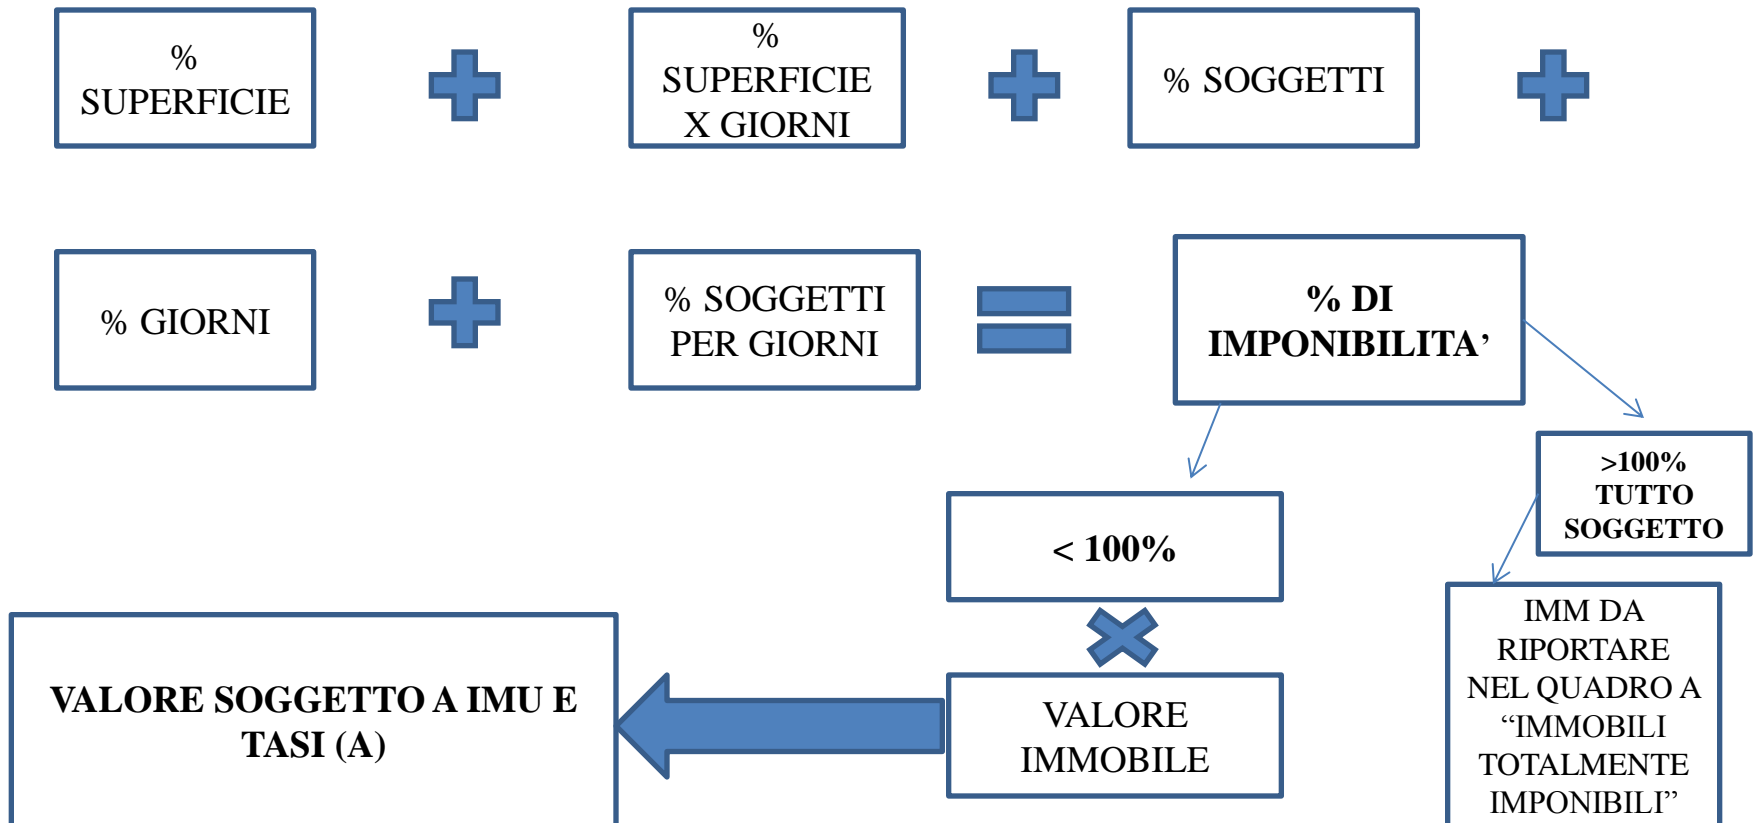 %
SUPERFICIE
%
SUPERFICIE
X GIORNI
% SOGGETTI
% GIORNI
% SOGGETTI
PER GIORNI
% DI
IMPONIBILITA’
>100%
TUTTO
SOGGETTO
< 100%
IMM DA
RIPORTARE
NEL QUADRO A
“IMMOBILI
TOTALMENTE
IMPONIBILI”
VALORE
IMMOBILE
VALORE SOGGETTO A IMU E
TASI (A)